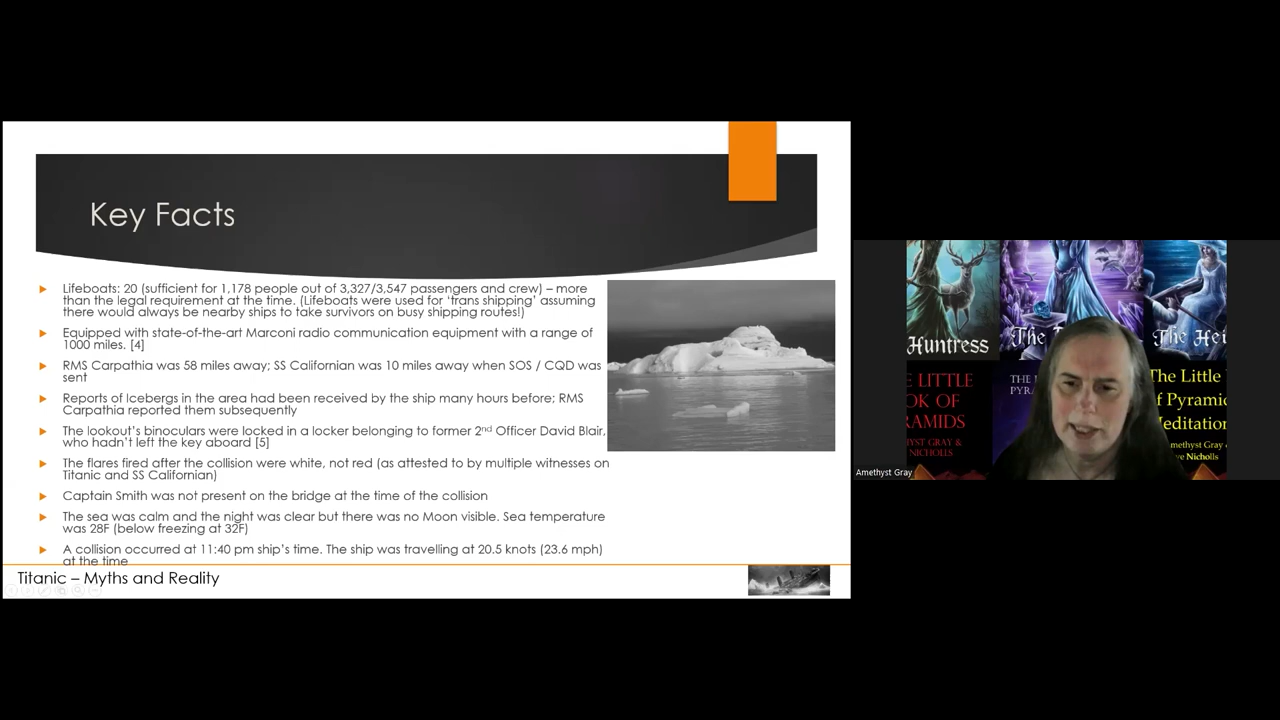 Key Facts
Lifeboats: 20 (sufficient for 1,178 people out of 3,327/3,547 passengers and crew) – more
than the legal requirement at the time. (Lifeboats were used for ‘trans shipping’ assuming
there would always be nearby ships to take survivors on busy shipping routes!)
Equipped with state-of-the-art Marconi radio communication equipment with a range of
1000 miles. [4]
RMS Carpathia was 58 miles away; SS Californian was 10 miles away when SOS / CQD was
sent
Reports of Icebergs in the area had been received by the ship many hours before; RMS
Carpathia reported them subsequently
The lookout’s binoculars were locked in a locker belonging to former 2nd Officer David Blair,
who hadn’t left the key aboard [5]
The flares fired after the collision were white, not red (as attested to by multiple witnesses on
Titanic and SS Californian)
Captain Smith was not present on the bridge at the time of the collision
The sea was calm and the night was clear but there was no Moon visible. Sea temperature
was 28F (below freezing at 32F)
A collision occurred at 11:40 pm ship’s time. The ship was travelling at 20.5 knots (23.6 mph)
at the time
Titanic – Myths and Reality
Huntress
The
The Hei
E LITTLE
OK OF
RAMIDS
HYST GRAY &
NICHOLLS
THE
PYRA
The Little
f Pyramid
editation
methyst Gray
ve Nicholls
Amethyst Gray